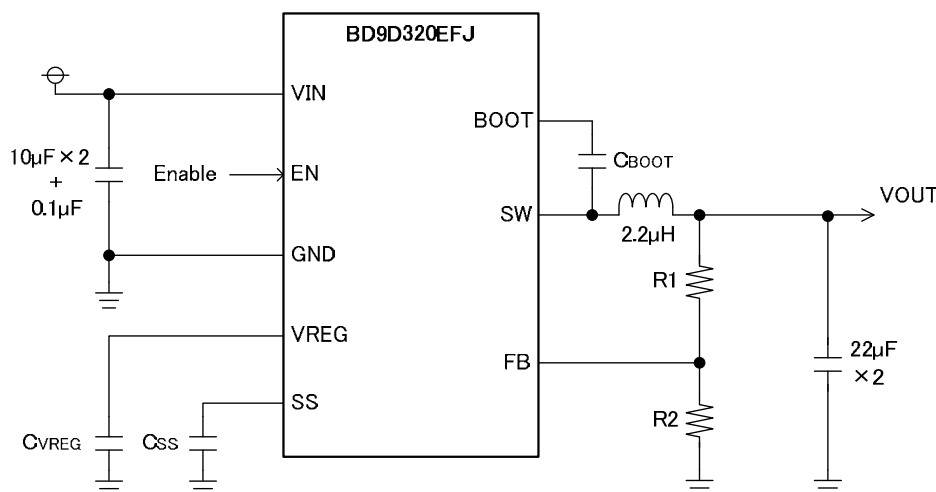 BD9D320EFJ
VIN
BOOT
10μF×2
+
0.1μF
Enable
EN
CBOOT
SW
VOUT
2.2μH
GND
R1
VREG
FB
22μF
×2
SS
R2
CVREG
CSS